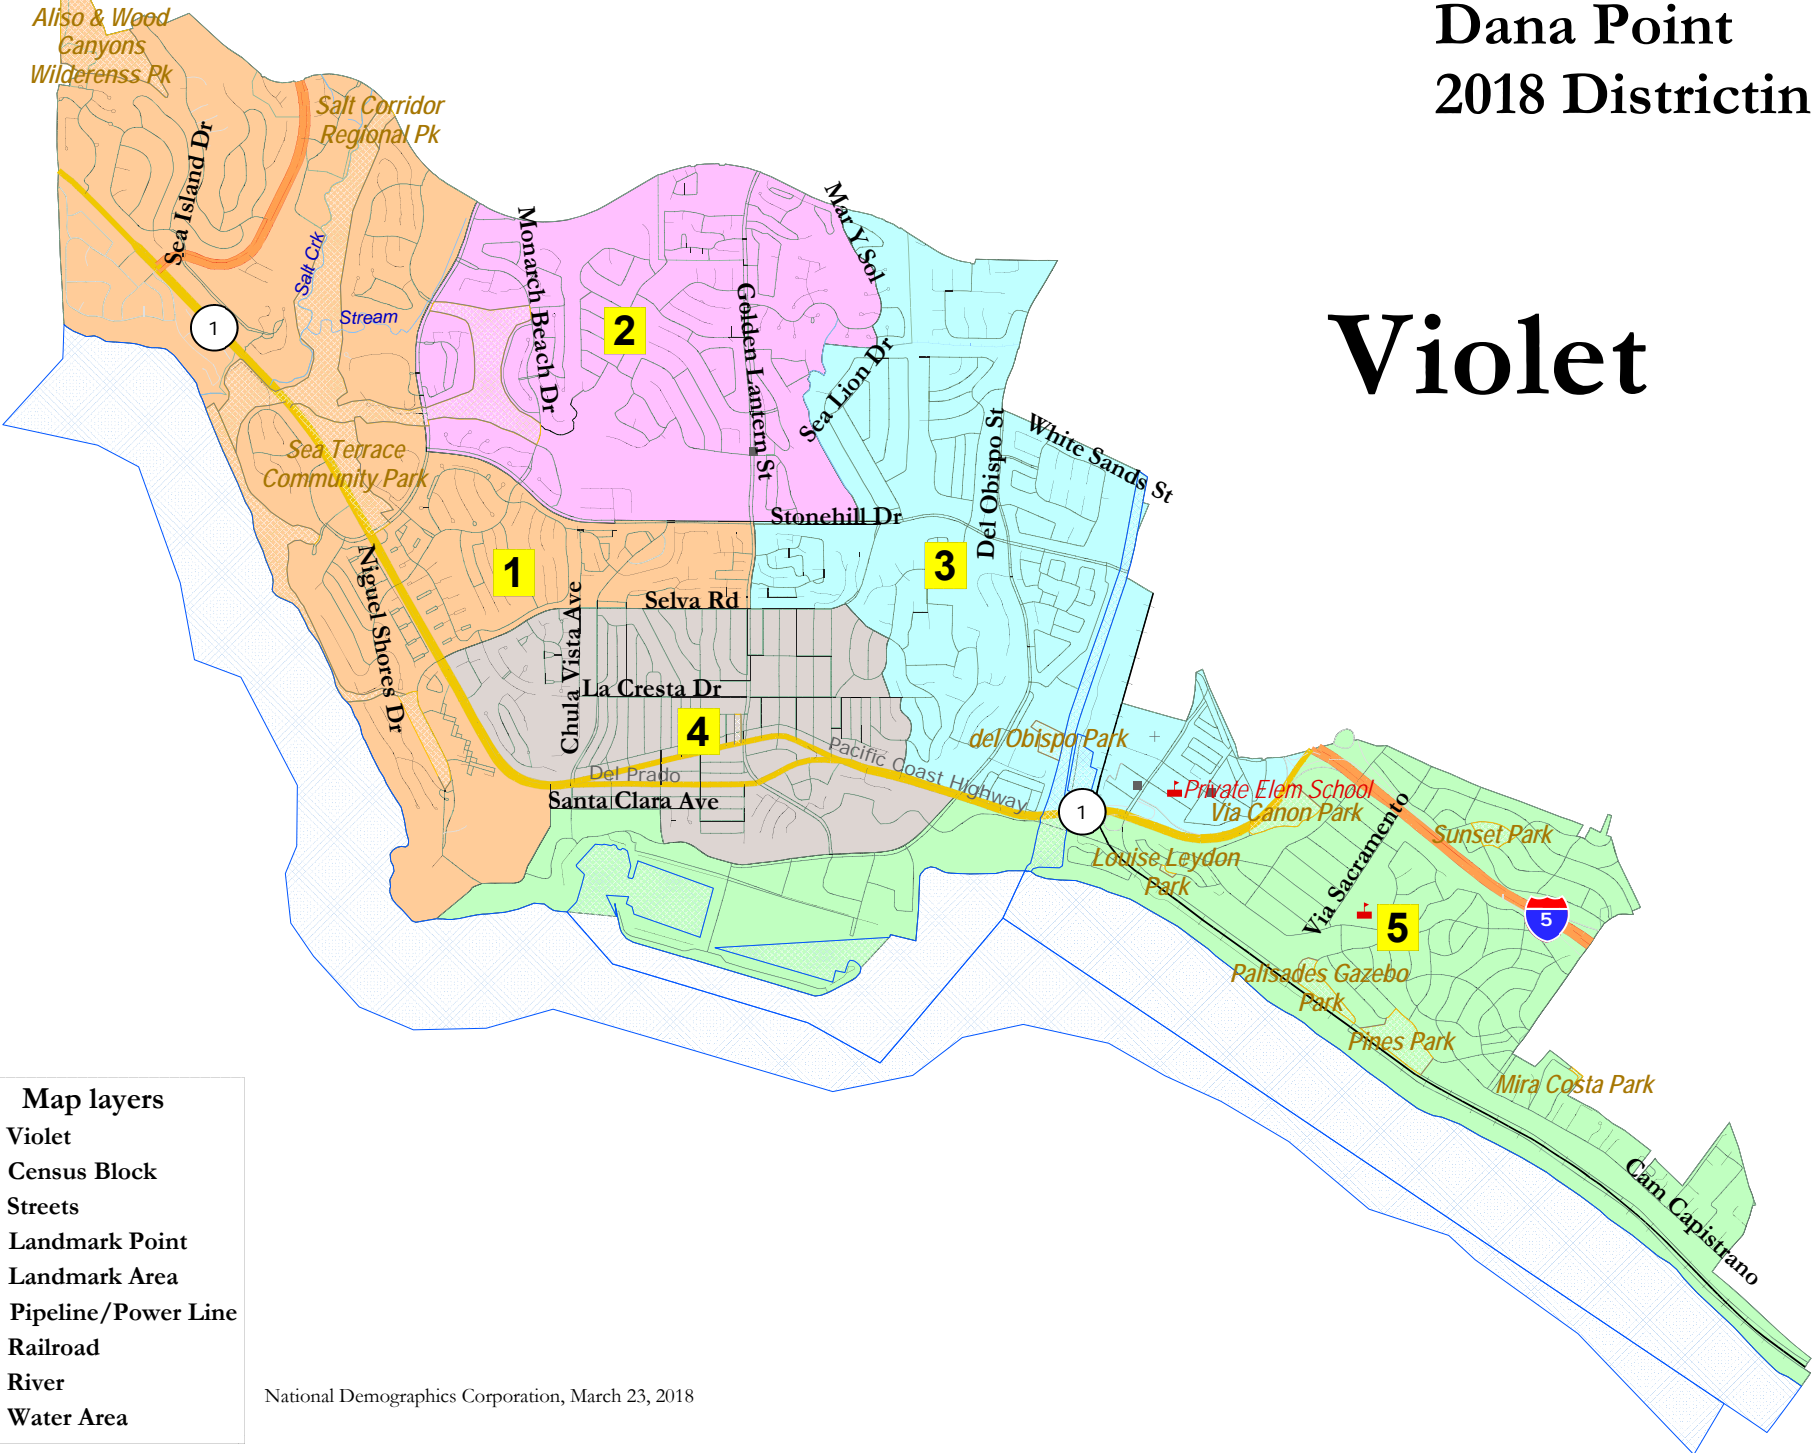 Dana Point
2018 Districtin
Violet
Aliso & Wood
Canyons
Wilderenss Pk
Salt Corridor
Regional Pk
Sea Island Dr
Salt Crk
Stream
1
Monarch Beach Dr
2
Golden Lantern St
Mar Y Sol
Sea Lion Dr
White Sands St
Del Obispo St
Sea Terrace
Community Park
Stonehill Dr
1
3
Niguel Shores Dr
Chula Vista Ave
Selva Rd
La Cresta Dr
4
Pacific Coast Highway
Del Prado
Santa Clara Ave
del Obispo Park
1
Private Elem School
Via Canon Park
Louise Leydon
Park
Via Sacramento
Sunset Park
5
5
Palisades Gazebo
Park
Pines Park
Mira Costa Park
Cam Capistrano
Map layers
Violet
Census Block
Streets
Landmark Point
Landmark Area
Pipeline/Power Line
Railroad
River
Water Area
National Demographics Corporation, March 23, 2018